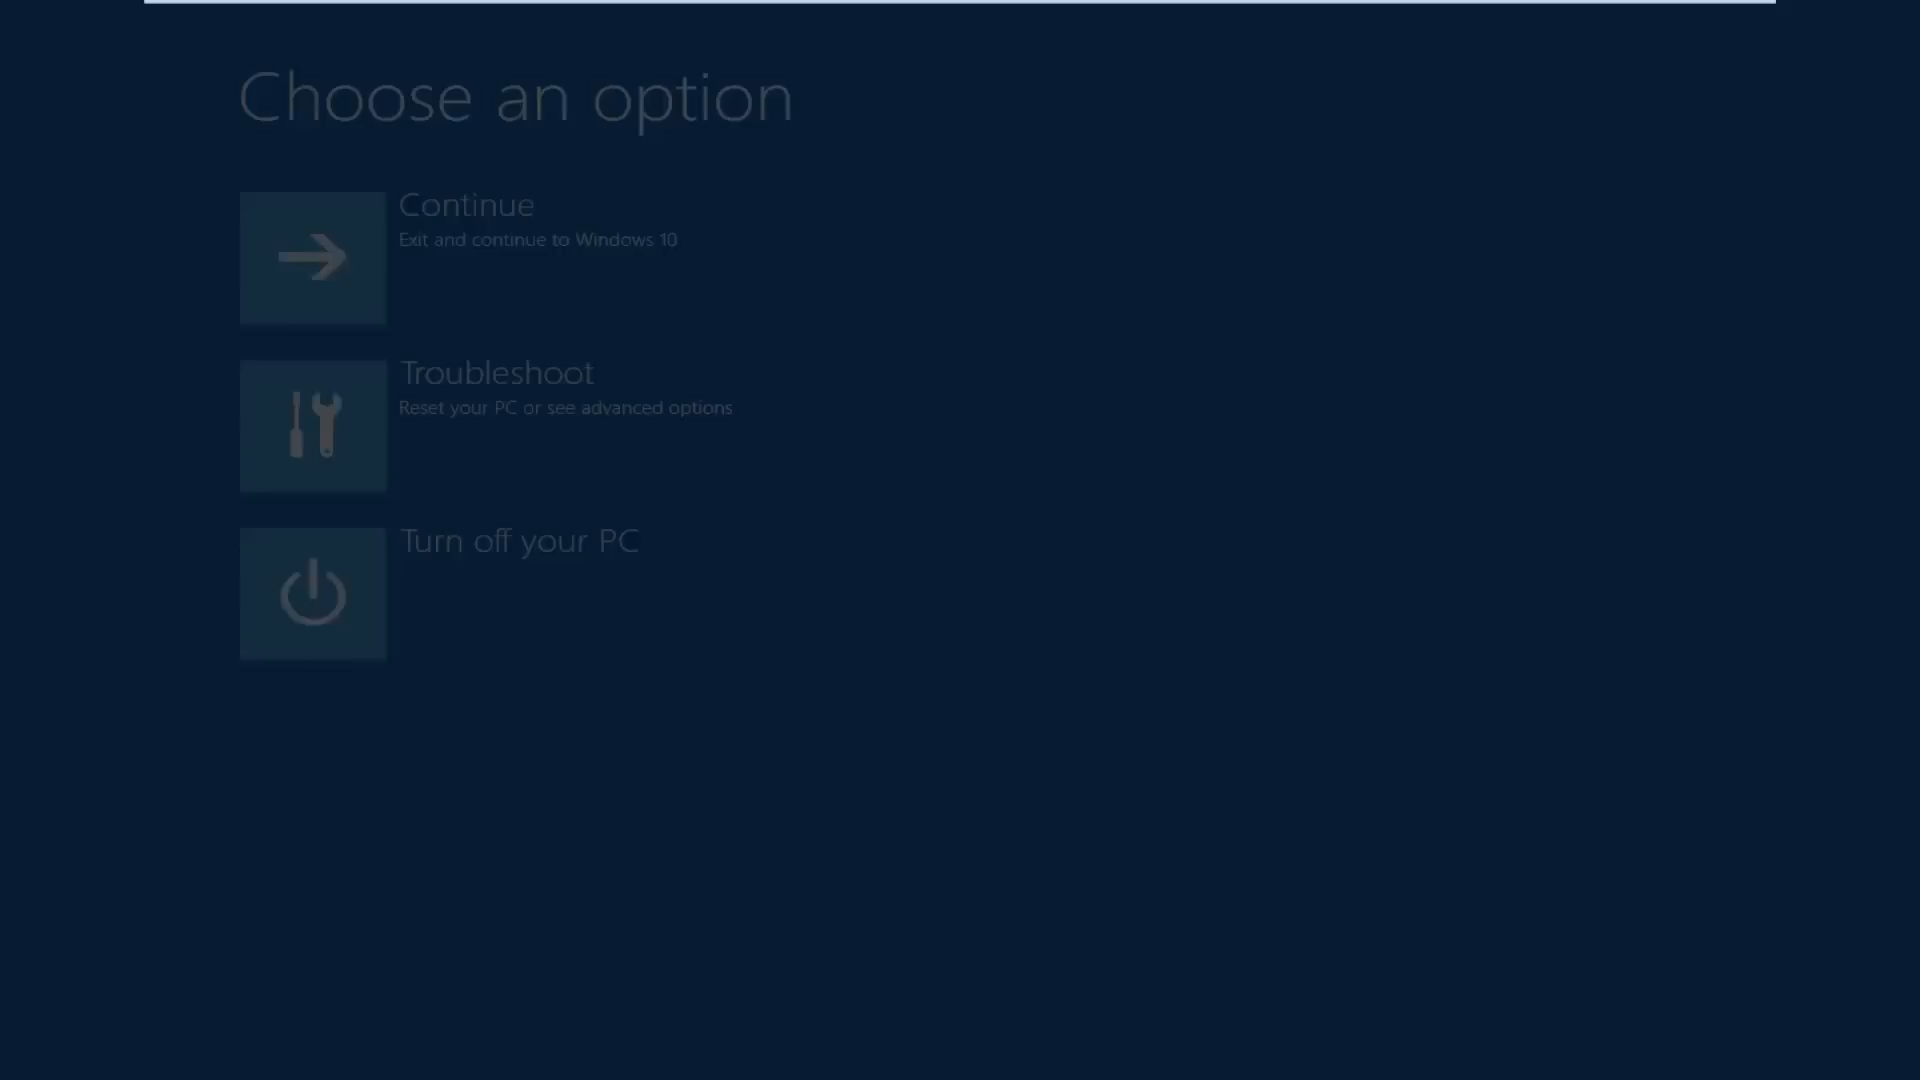 Choose an option
Continue
Exit and continue to Windows 10
Troubleshoot
Reset your PC or see advanced options
Turn off your PC